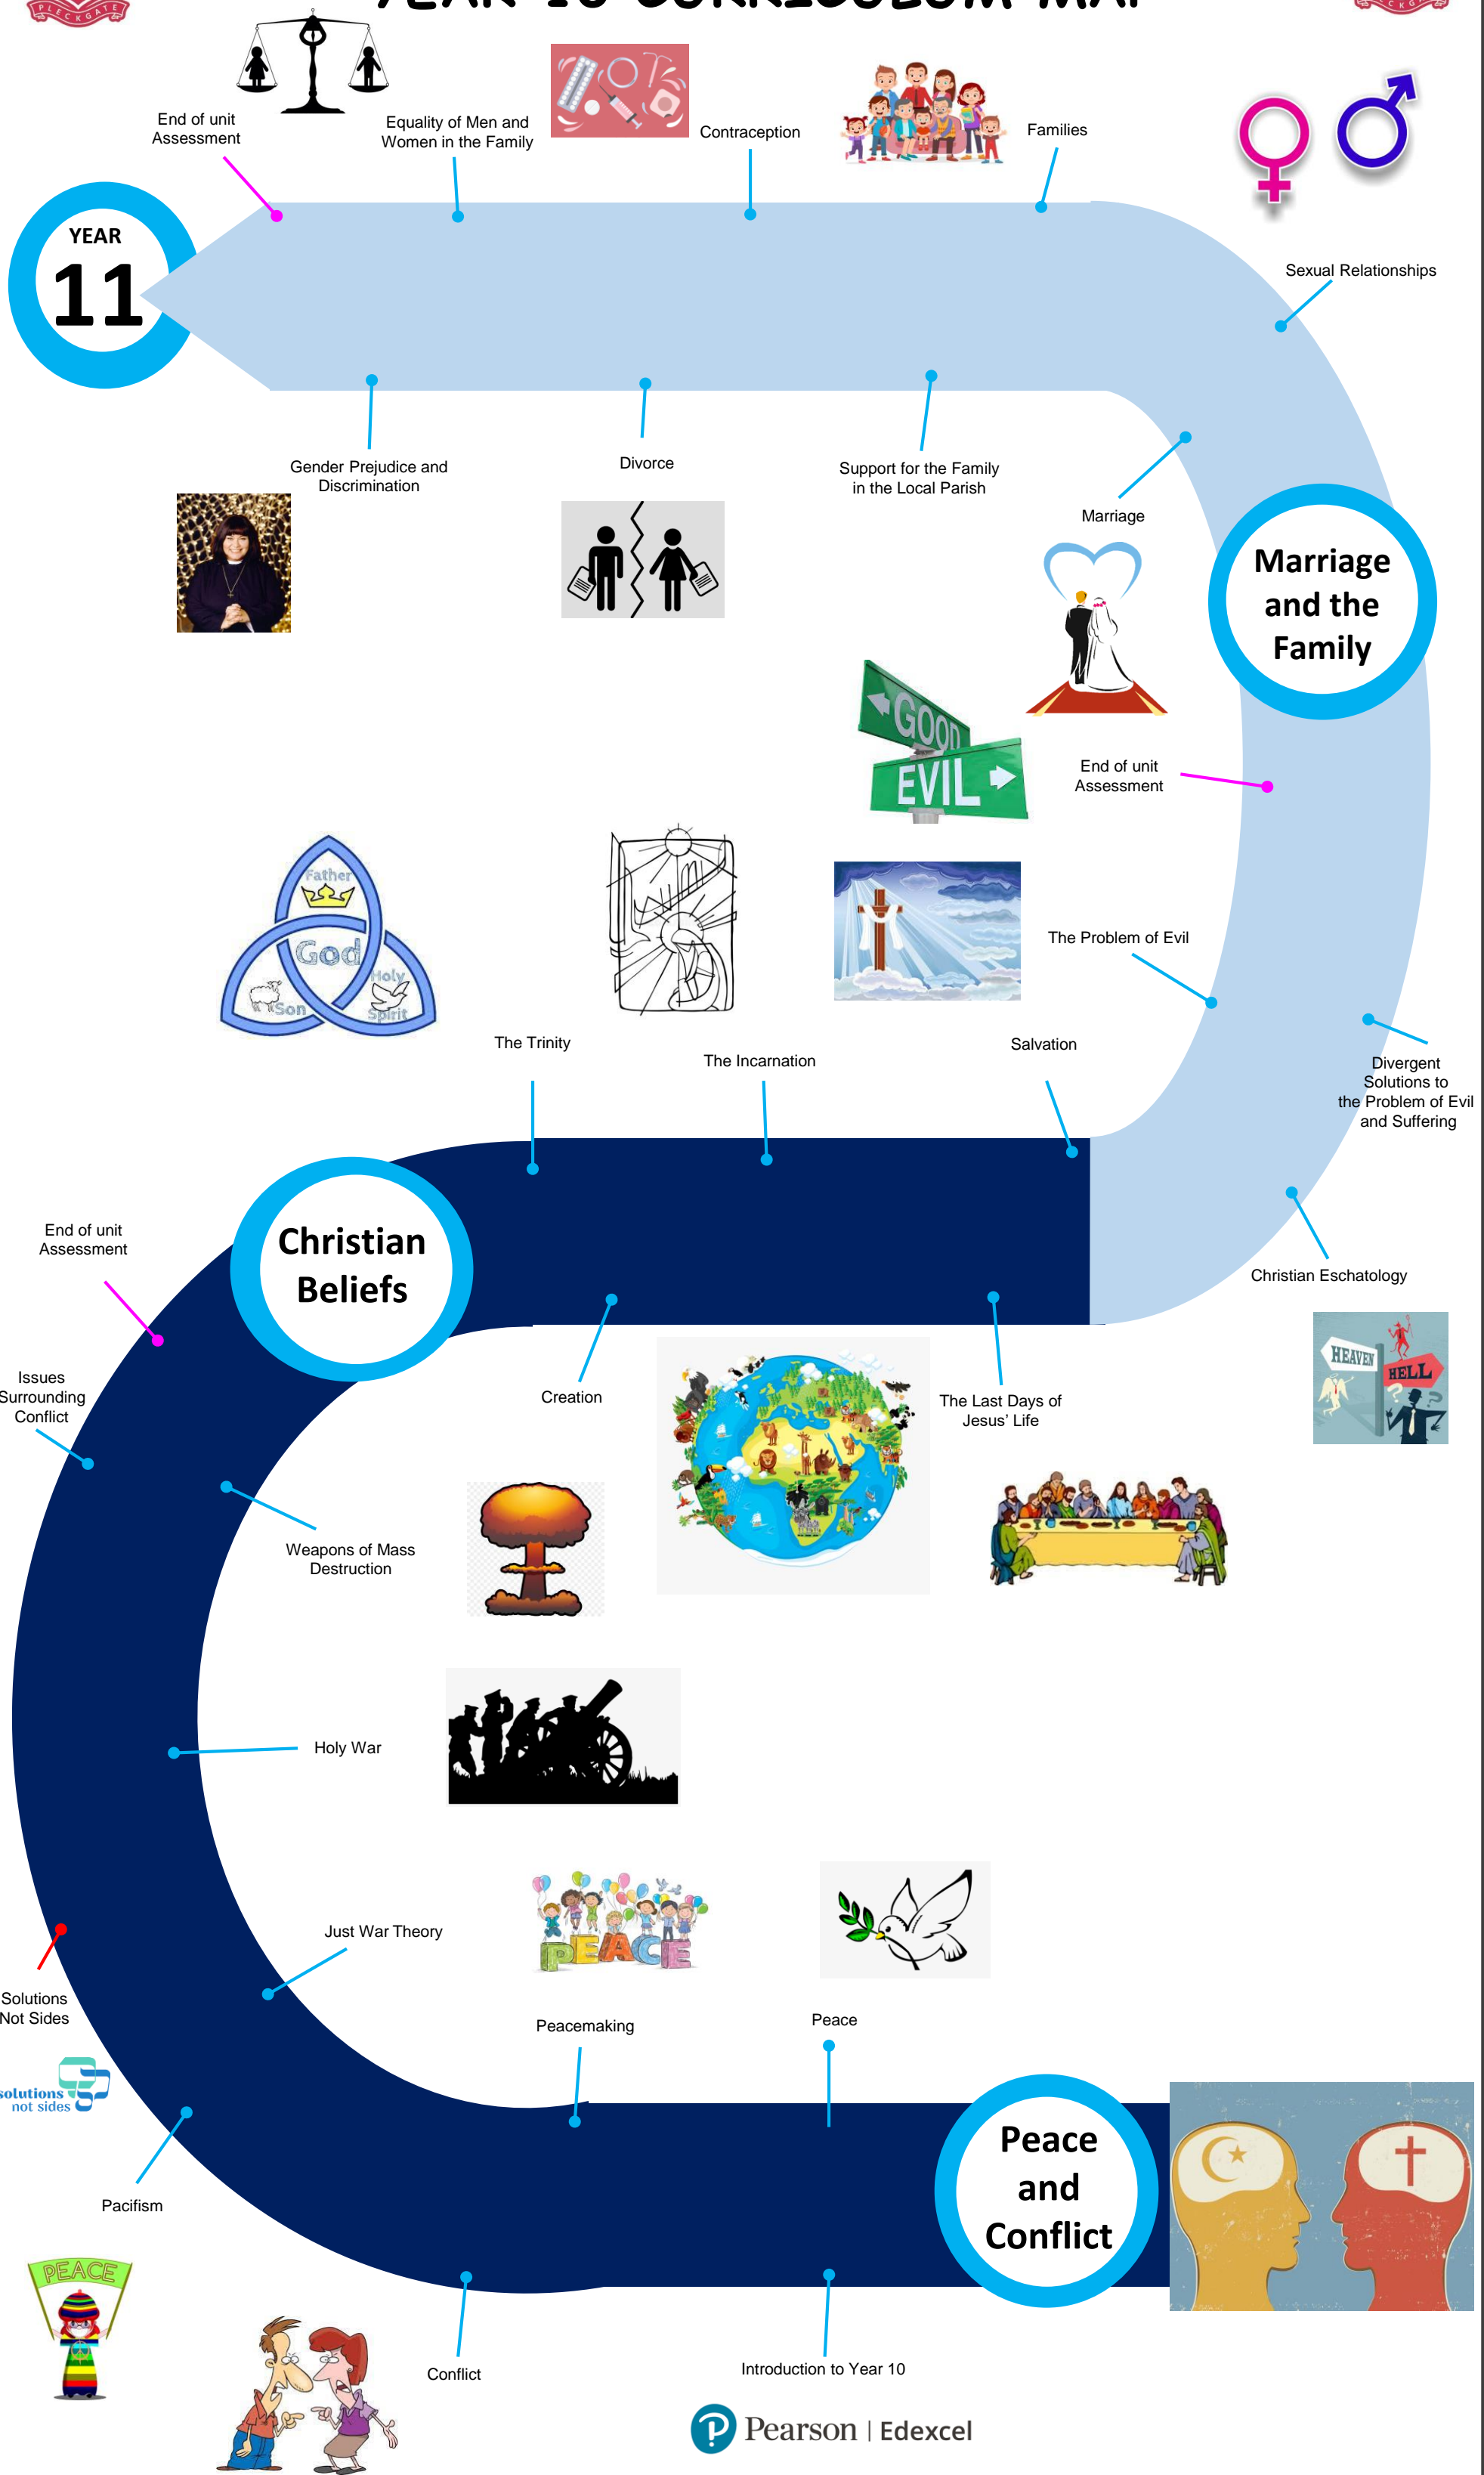 YEAR 10 CURRICULUM MAP
PLECKGATE
PLECKGATE
End of unit
Assessment
Equality of Men and
Women in the Family
Contraception
Families
YEAR
11
Sexual Relationships
Gender Prejudice and
Discrimination
Divorce
Support for the Family
in the Local Parish
Marriage
Marriage
and the
Family
GOOD
EVIL
End of unit
Assessment
Father
God
Son
Holy
Spirit
The Problem of Evil
The Trinity
The Incarnation
Salvation
Divergent
Solutions to
the Problem of Evil
and Suffering
Christian
Beliefs
End of unit
Assessment
Christian Eschatology
HEAVEN
HELL
Issues
Surrounding
Conflict
Creation
The Last Days of
Jesus' Life
Weapons of Mass
Destruction
Holy War
Just War Theory
PEACE
Solutions
Not Sides
Peacemaking
Peace
solutions
not sides
Peace
and
Conflict
Pacifism
PEACE
Conflict
Introduction to Year 10
P Pearson | Edexcel